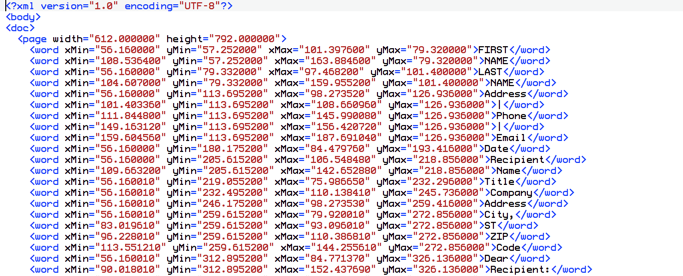 <?xml version="1.0" encoding="UTF-8"?>
<body>
<doc>
<page width="612.000000" height="792.000000">
<word xMin="56.160000" yMin="57.252000" xMax="101.397600" yMax="79.320000">FIRST</word>
<word xMin="108.536400" yMin="57.252000" xMax="163.884600" yMax="79.320000">NAME</word>
<word xMin="56.160000" yMin="79.332000" xMax="97.468200" yMax="101.400000">LAST</word>
<word xMin="104.607000" yMin="79.332000" xMax="159.955200" yMax="101.400000">NAME</word>
<word xMin="56.160000" yMin="113.695200" xMax="98.273520" yMax="126.936000">Address</word>
<word xMin="101.403360" yMin="113.695200" xMax="108.660960" yMax="126.936000">|</word>
<word xMin="111.844800" yMin="113.695200" xMax="145.990080" yMax="126.936000">Phone</word>
<word xMin="149.163120" yMin="113.695200" xMax="156.420720" yMax="126.936000">|</word>
<word xMin="159.604560" yMin="113.695200" xMax="187.691040" yMax="126.936000">Email</word>
<word xMin="56.160000" yMin="180.175200" xMax="84.479760" yMax="193.416000">Date</word>
<word xMin="56.160000" yMin="205.615200" xMax="106.548480" yMax="218.856000">Recipient</word>
<word xMin="109.663200" yMin="205.615200" xMax="142.652880" yMax="218.856000">Name</word>
<word xMin="56.160010" yMin="219.055200" xMax="75.986650" yMax="232.296000">Title</word>
<word xMin="56.160010" yMin="232.495200" xMax="110.138410" yMax="245.736000">Company</word>
<word xMin="56.160010" yMin="246.175200" xMax="98.273530" yMax="259.416000">Address</word>
<word xMin="56.160010" yMin="259.615200" xMax="79.920010" yMax="272.856000">City,</word>
<word xMin="83.019610" yMin="259.615200" xMax="93.096010" yMax="272.856000">ST</word>
<word xMin="96.228010" yMin="259.615200" xMax="110.386810" yMax="272.856000">ZIP</word>
<word xMin="113.551210" yMin="259.615200" xMax="144.255610" yMax="272.856000">Code</word>
<word xMin="56.160010" yMin="312.895200" xMax="84.771370" yMax="326.136000">Dear</word>
<word xMin="90.018010" yMin="312.895200" xMax="152.437690" yMax="326.136000">Recipient</word>